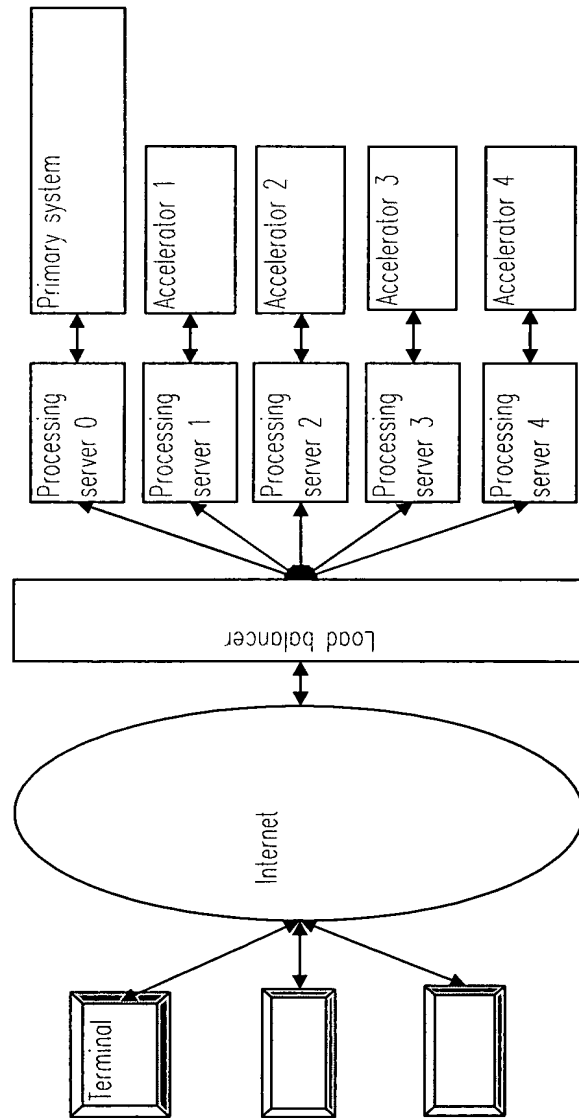 Terminal
Internet
Load balancer
Processing
server 0
Processing
server 1
Processing
server 2
Processing
server 3
Processing
server 4
Primary system
Accelerator 1
Accelerator 2
Accelerator 3
Accelerator 4